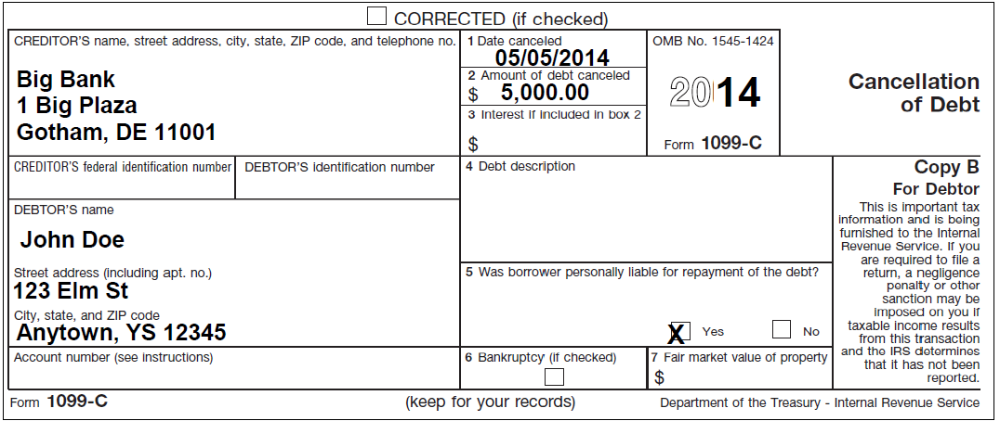 CORRECTED (if checked)
CREDITOR'S name, street address, city, state, ZIP code, and telephone no.
Big Bank
1 Big Plaza
Gotham, DE 11001
1 Date canceled
05/05/2014
2 Amount of debt canceled
$ 5,000.00
3 Interest if included in box 2
$
OMB No. 1545-1424
2014
Form 1099-C
Cancellation
of Debt
CREDITOR'S federal identification number
DEBTOR'S identification number
4 Debt description
Copy B
For Debtor
This is important tax
information and is being
furnished to the Internal
Revenue Service. If you
are required to file a
return, a negligence
penalty or other
sanction may be
imposed on you if
taxable income results
from this transaction
and the IRS determines
that it has not been
reported.
DEBTOR'S name
John Doe
Street address (including apt. no.)
123 Elm St
City, state, and ZIP code
Anytown, YS 12345
5 Was borrower personally liable for repayment of the debt?
X Yes
No
Account number (see instructions)
6 Bankruptcy (if checked)
7 Fair market value of property
$
Form 1099-C
(keep for your records)
Department of the Treasury - Internal Revenue Service